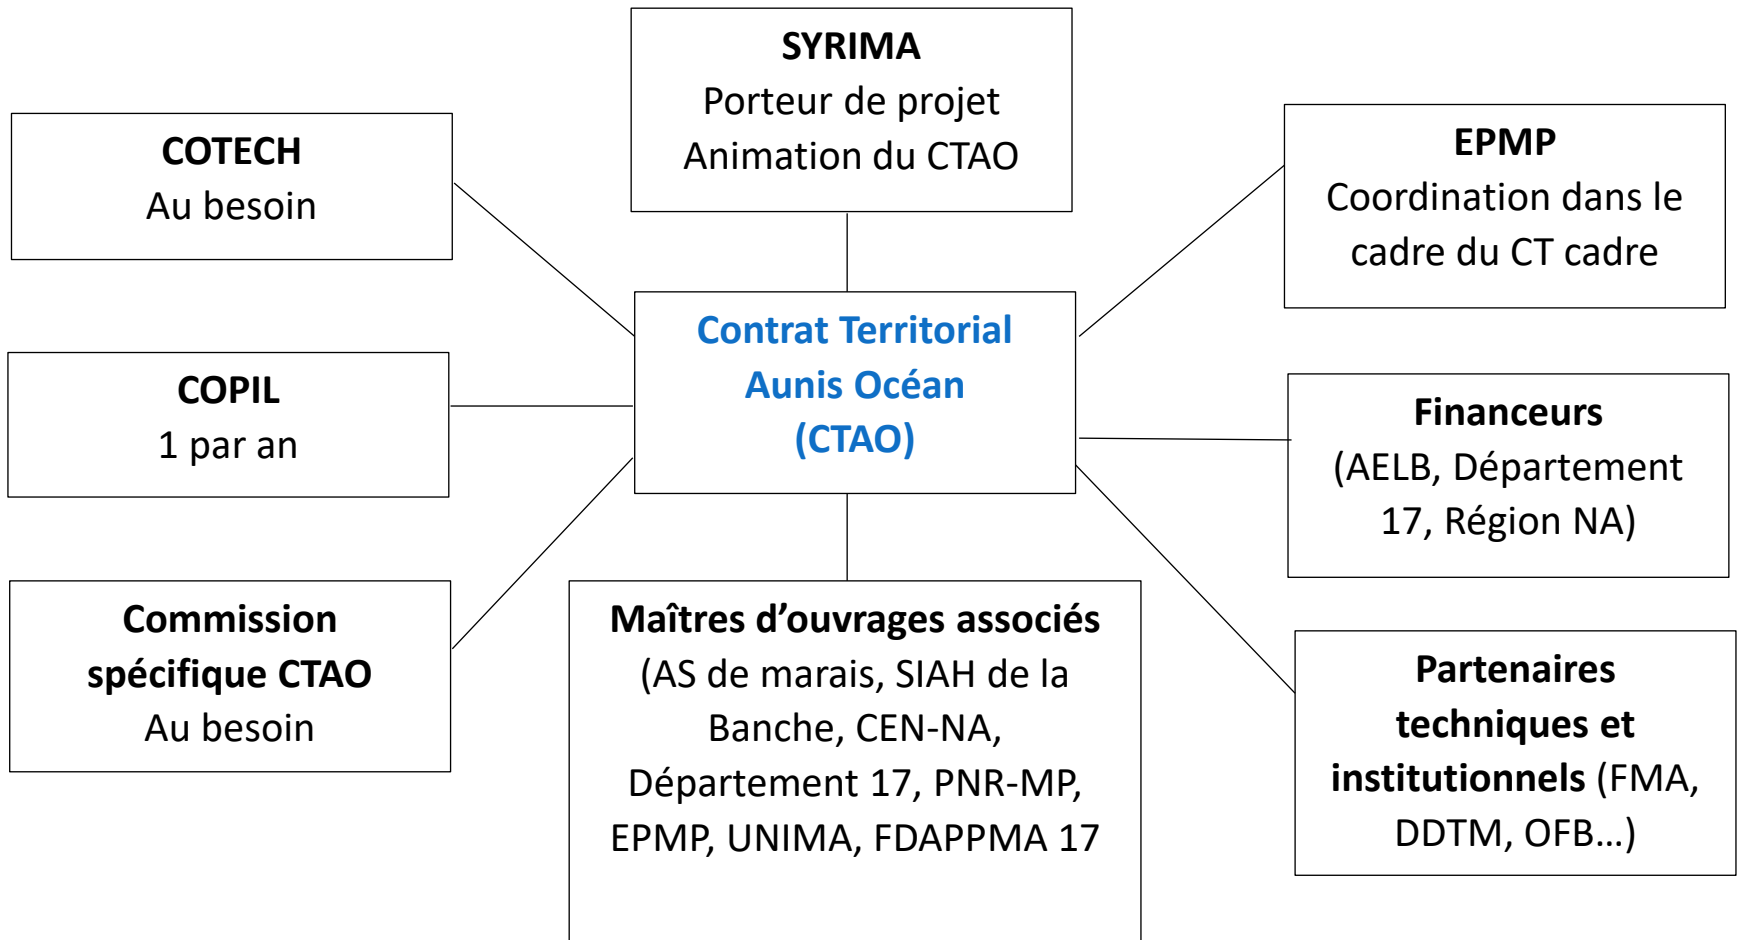 SYRIMA
Porteur de projet
Animation du CTAO
COTECH
Au besoin
EPMP
Coordination dans le
cadre du CT cadre
Contrat Territorial
Aunis Océan
(CTAO)
COPIL
1 par an
Financeurs
(AELB, Département
17, Région NA)
Commission
spécifique CTAO
Au besoin
Maîtres d’ouvrages associés
(AS de marais, SIAH de la
Banche, CEN-NA,
Département 17, PNR-MP,
EPMP, UNIMA, FDAPPMA 17
Partenaires
techniques et
institutionnels (FMA,
DDTM, OFB…)